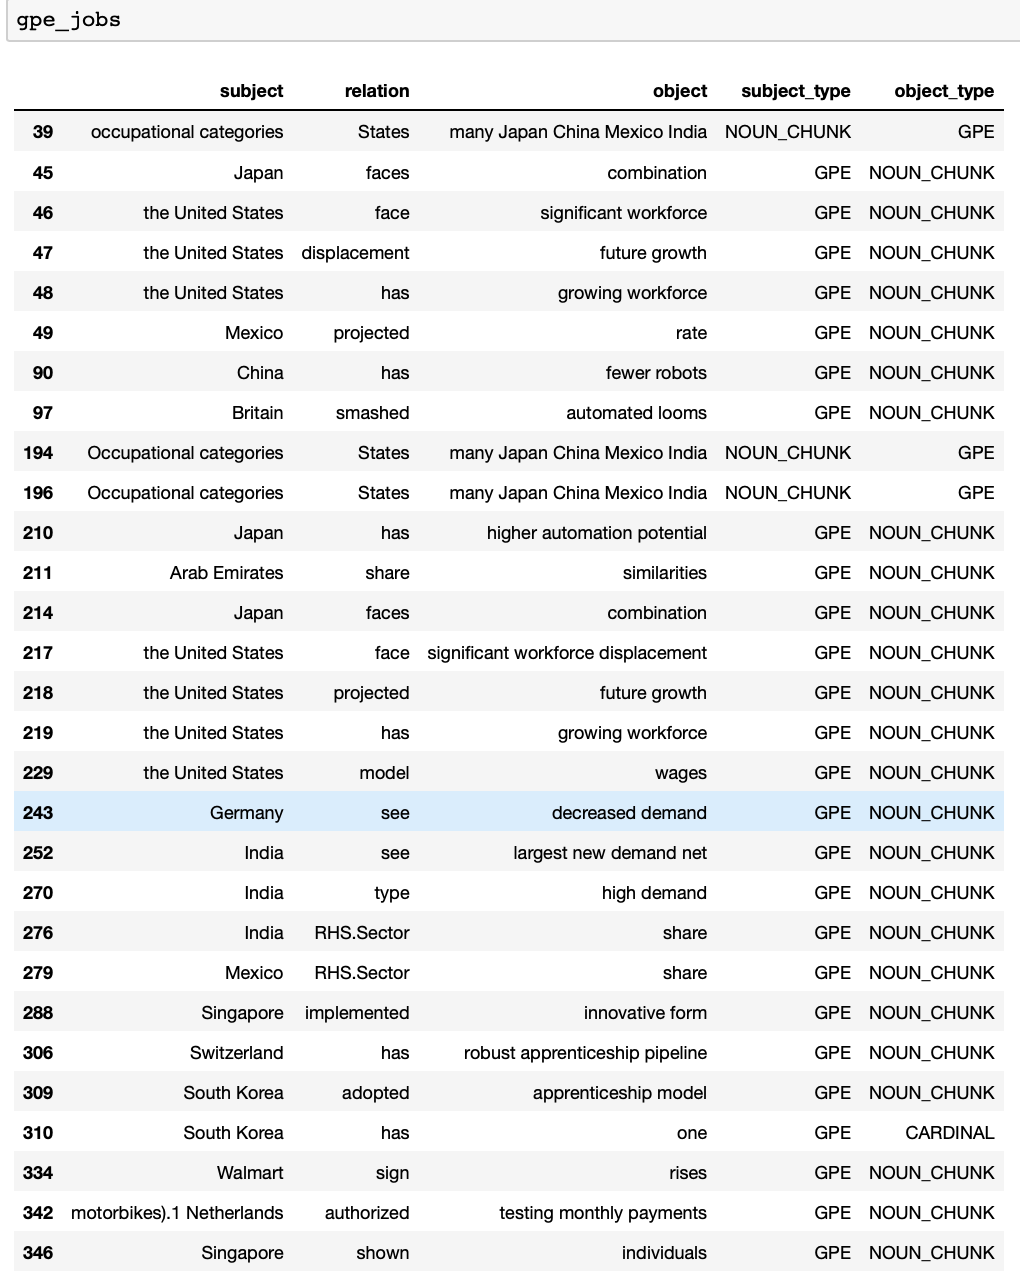 gpe_jobs
subject relation object subject_type object_type
39 occupational categories States many Japan China Mexico India NOUN_CHUNK GPE
45 Japan faces combination GPE NOUN_CHUNK
46 the United States face significant workforce GPE NOUN_CHUNK
47 the United States displacement future growth GPE NOUN_CHUNK
48 the United States has growing workforce GPE NOUN_CHUNK
49 Mexico projected rate GPE NOUN_CHUNK
90 China has fewer robots GPE NOUN_CHUNK
97 Britain smashed automated looms GPE NOUN_CHUNK
194 Occupational categories States many Japan China Mexico India NOUN_CHUNK GPE
196 Occupational categories States many Japan China Mexico India NOUN_CHUNK GPE
210 Japan has higher automation potential GPE NOUN_CHUNK
211 Arab Emirates share similarities GPE NOUN_CHUNK
214 Japan faces combination GPE NOUN_CHUNK
217 the United States face significant workforce displacement GPE NOUN_CHUNK
218 the United States projected future growth GPE NOUN_CHUNK
219 the United States has growing workforce GPE NOUN_CHUNK
229 the United States model wages GPE NOUN_CHUNK
243 Germany see decreased demand GPE NOUN_CHUNK
252 India see largest new demand net GPE NOUN_CHUNK
270 India type high demand GPE NOUN_CHUNK
276 India RHS.Sector share GPE NOUN_CHUNK
279 Mexico RHS.Sector share GPE NOUN_CHUNK
288 Singapore implemented innovative form GPE NOUN_CHUNK
306 Switzerland has robust apprenticeship pipeline GPE NOUN_CHUNK
309 South Korea adopted apprenticeship model GPE NOUN_CHUNK
310 South Korea has one GPE CARDINAL
334 Walmart sign rises GPE NOUN_CHUNK
342 motorbikes).1 Netherlands authorized testing monthly payments GPE NOUN_CHUNK
346 Singapore shown individuals GPE NOUN_CHUNK